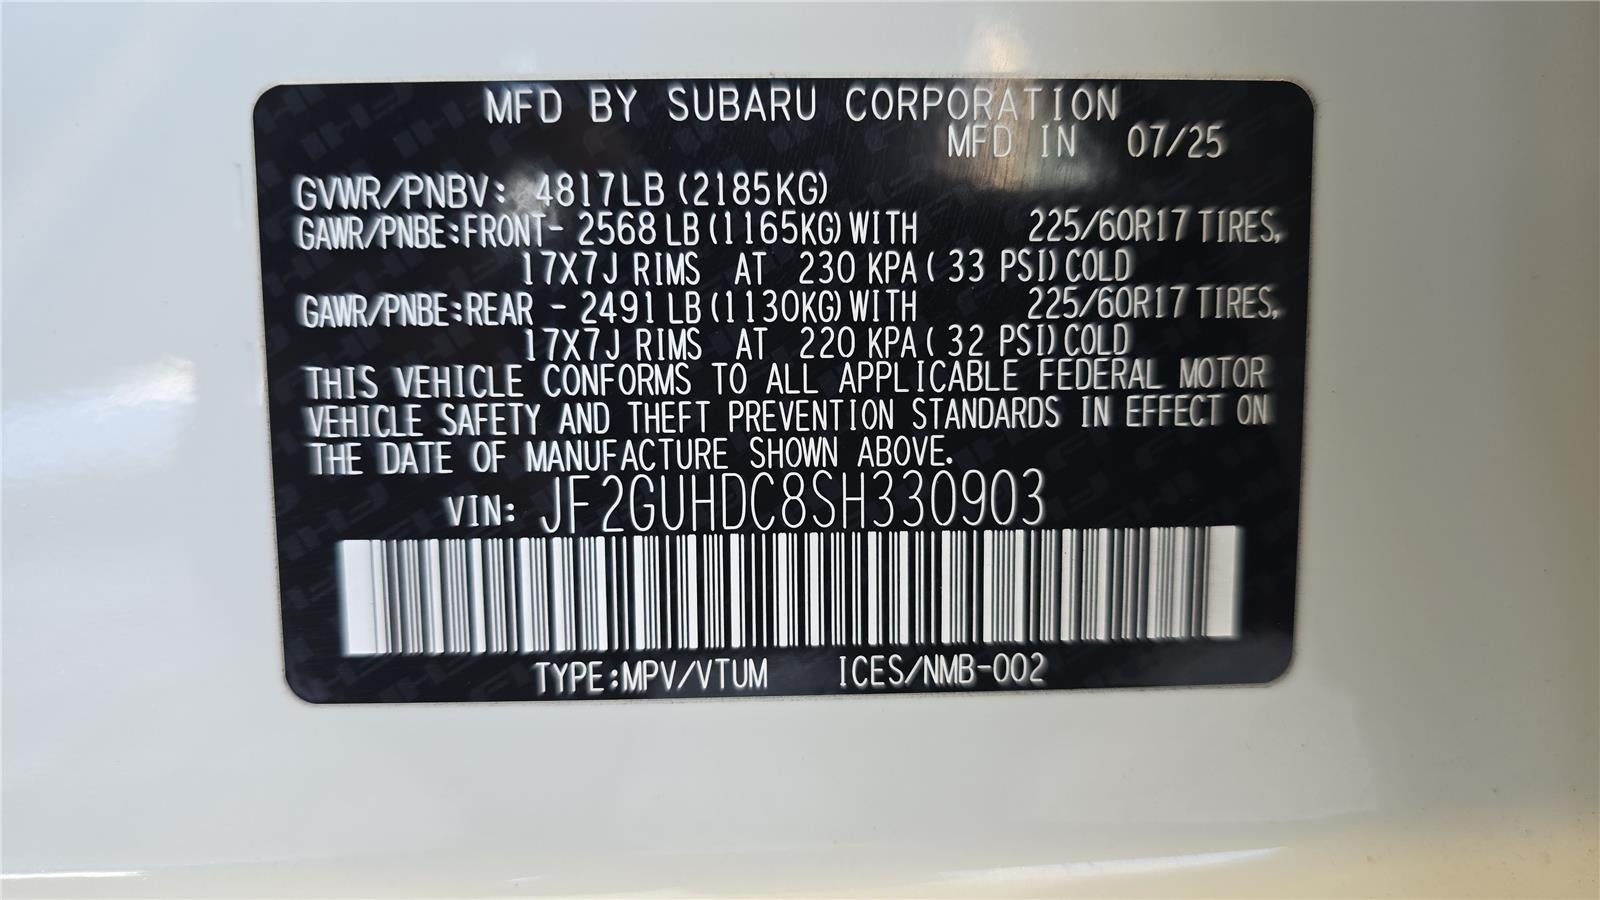 MFD BY SUBARU CORPORATION
MFD IN 07/25
GVWR/PNBV: 4817LB (2185KG)
GAWR/PNBE:FRONT- 2568 LB (1165KG) WITH 225/60R17 TIRES,
17X7J RIMS AT 230 KPA ( 33 PSI) COLD
GAWR/PNBE:REAR - 2491 LB (1130KG) WITH 225/60R17 TIRES,
17X7J RIMS AT 220 KPA ( 32 PSI) COLD
THIS VEHICLE CONFORMS TO ALL APPLICABLE FEDERAL MOTOR
VEHICLE SAFETY AND THEFT PREVENTION STANDARDS IN EFFECT ON
THE DATE OF MANUFACTURE SHOWN ABOVE.
VIN: JF2GUHDC8SH330903
TYPE:MPV/VTUM ICES/NMB-002